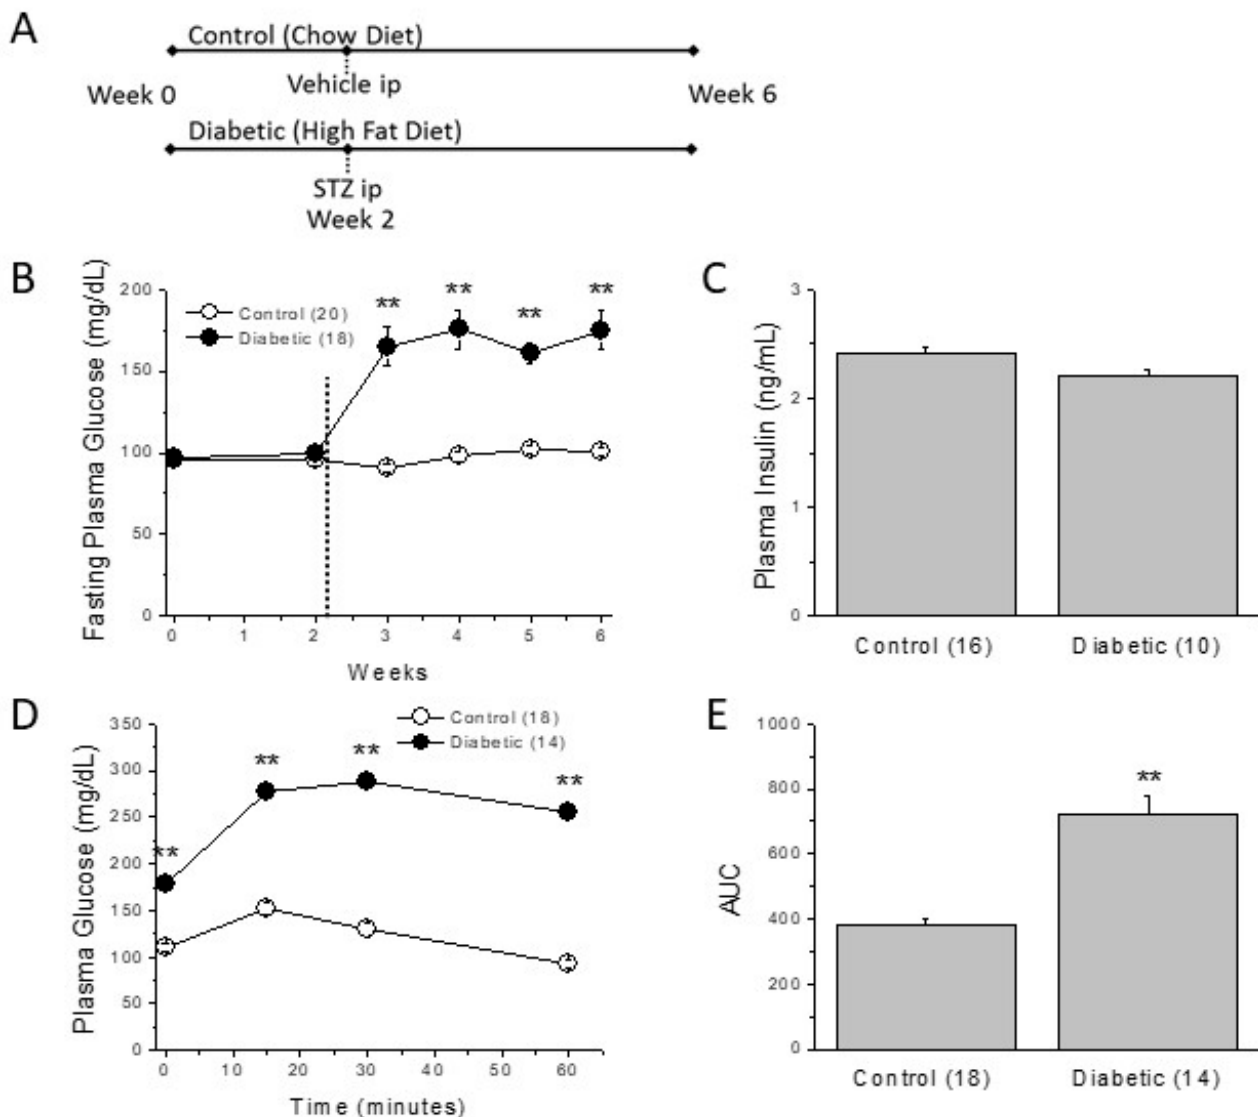 A
Control (Chow Diet)
Vehicle ip
Week 0
Week 6
Diabetic (High Fat Diet)
STZ ip
Week 2
B
Fasting Plasma Glucose (mg/dL)
200
150
100
50
0
Control (20)
Diabetic (18)
**
**
**
**
0 1 2 3 4 5 6
Weeks
C
Plasma Insulin (ng/mL)
3
2
1
0
Control (16) Diabetic (10)
D
Plasma Glucose (mg/dL)
350
300
250
200
150
100
50
0
Control (18)
Diabetic (14)
**
**
**
**
0 10 20 30 40 50 60
Time (minutes)
E
AUC
1000
800
600
400
200
0
**
Control (18) Diabetic (14)